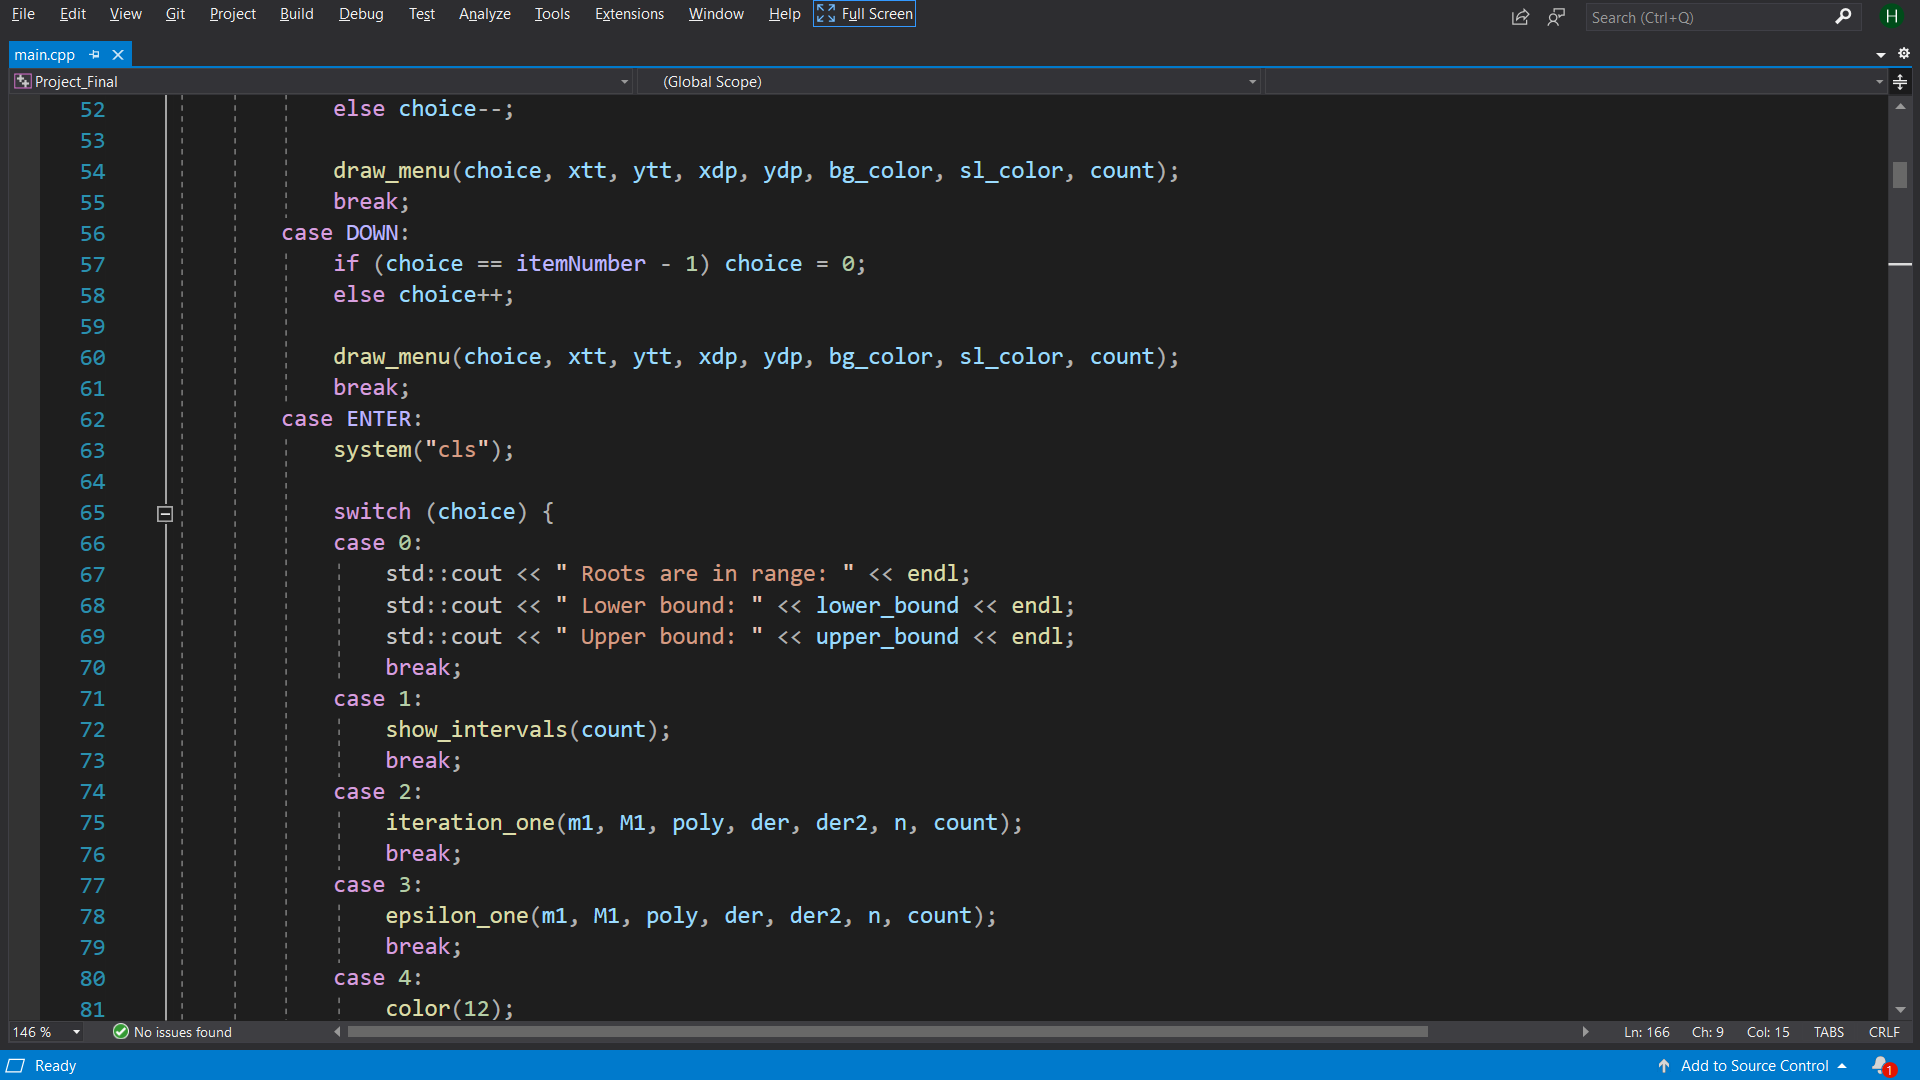 File Edit View Git Project Build Debug Test Analyze Tools Extensions Window Help Full Screen Search (Ctrl+Q) H
main.cpp
Project_Final (Global Scope)
52 else choice--;
53
54 draw_menu(choice, xtt, ytt, xdp, ydp, bg_color, sl_color, count);
55 break;
56 case DOWN:
57 if (choice == itemNumber - 1) choice = 0;
58 else choice++;
59
60 draw_menu(choice, xtt, ytt, xdp, ydp, bg_color, sl_color, count);
61 break;
62 case ENTER:
63 system("cls");
64
65 switch (choice) {
66 case 0:
67 std::cout << " Roots are in range: " << endl;
68 std::cout << " Lower bound: " << lower_bound << endl;
69 std::cout << " Upper bound: " << upper_bound << endl;
70 break;
71 case 1:
72 show_intervals(count);
73 break;
74 case 2:
75 iteration_one(m1, M1, poly, der, der2, n, count);
76 break;
77 case 3:
78 epsilon_one(m1, M1, poly, der, der2, n, count);
79 break;
80 case 4:
81 color(12);
146 % No issues found Ln: 166 Ch: 9 Col: 15 TABS CRLF
Ready Add to Source Control 1